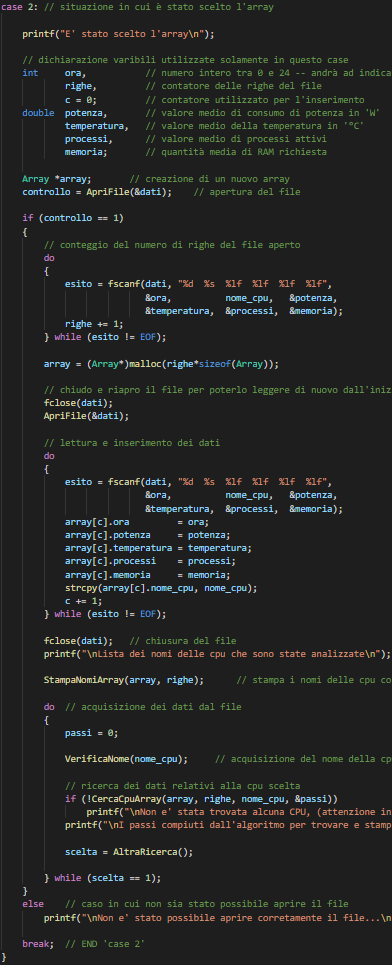 case 2: // situazione in cui è stato scelto l'array
printf("E' stato scelto l'array\n");
// dichiarazione varibili utilizzate solamente in questo case
int ora, // numero intero tra 0 e 24 -- andrà ad indica
righe, // contatore delle righe del file
c = 0; // contatore utilizzato per l'inserimento
double potenza, // valore medio di consumo di potenza in 'W'
temperatura, // valore medio della temperatura in '°C'
processi, // valore medio di processi attivi
memoria; // quantità media di RAM richiesta
Array *array; // creazione di un nuovo array
controllo = ApriFile(&dati); // apertura del file
if (controllo == 1)
{
// conteggio del numero di righe del file aperto
do
{
esito = fscanf(dati, "%d %s %lf %lf %lf %lf",
&ora, nome_cpu, &potenza,
&temperatura, &processi, &memoria);
righe += 1;
} while (esito != EOF);
array = (Array*)malloc(righe*sizeof(Array));
// chiudo e riapro il file per poterlo leggere di nuovo dall'iniz
fclose(dati);
ApriFile(&dati);
// lettura e inserimento dei dati
do
{
esito = fscanf(dati, "%d %s %lf %lf %lf %lf",
&ora, nome_cpu, &potenza,
&temperatura, &processi, &memoria);
array[c].ora = ora;
array[c].potenza = potenza;
array[c].temperatura = temperatura;
array[c].processi = processi;
array[c].memoria = memoria;
strcpy(array[c].nome_cpu, nome_cpu);
c += 1;
} while (esito != EOF);
fclose(dati); // chiusura del file
printf("\nLista dei nomi delle cpu che sono state analizzate\n");
StampaNomiArray(array, righe); // stampa i nomi delle cpu co
do // acquisizione dei dati dal file
{
passi = 0;
VerificaNome(nome_cpu); // acquisizione del nome della cp
// ricerca dei dati relativi alla cpu scelta
if (!CercaCpuArray(array, righe, nome_cpu, &passi))
printf("\nNon e' stata trovata alcuna CPU, (attenzione in
printf("\nI passi compiuti dall'algoritmo per trovare e stamp
scelta = AltraRicerca();
} while (scelta == 1);
}
else // caso in cui non sia stato possibile aprire il file
printf("\nNon e' stato possibile aprire corretamente il file...\n
break; // END 'case 2'
}